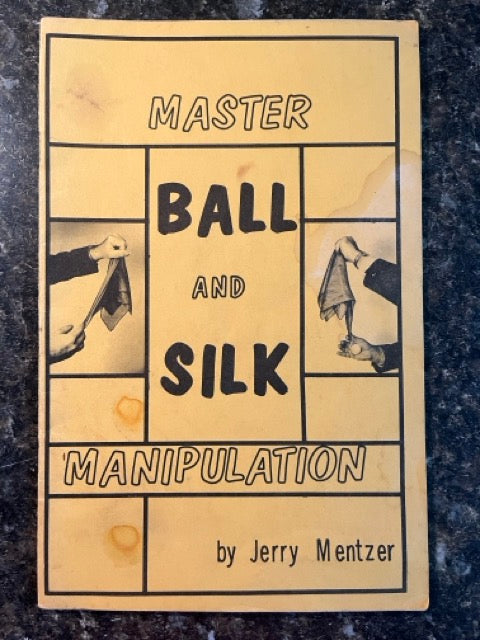 MASTER
BALL
AND
SILK
MANIPULATION
by Jerry Mentzer